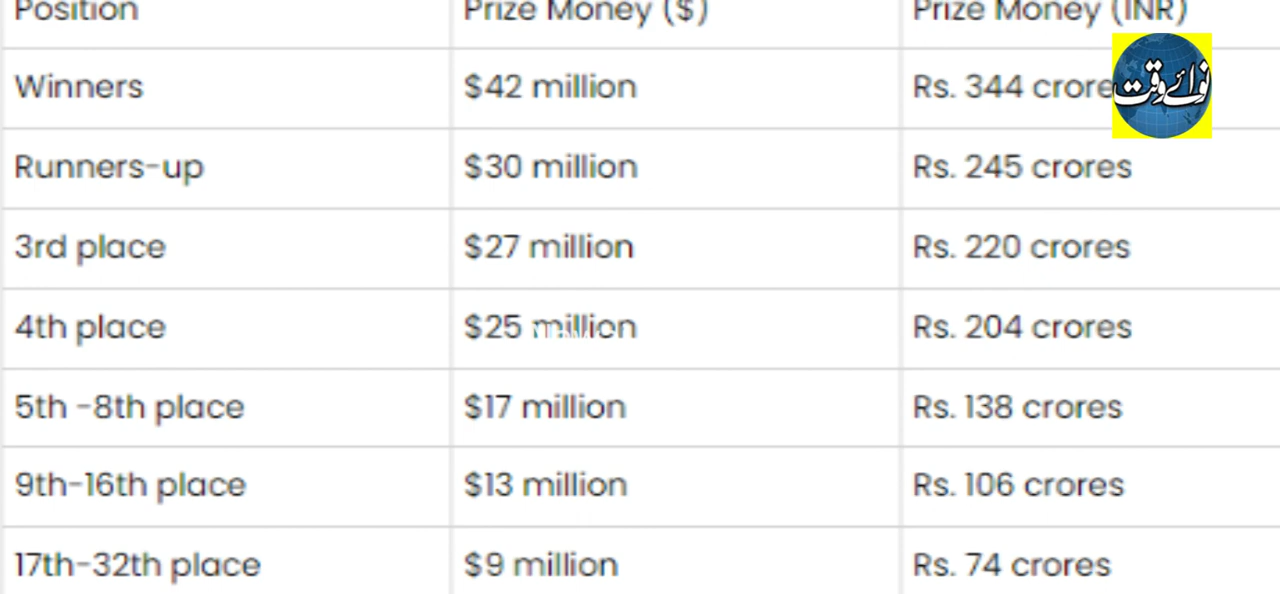 Position Prize Money ($) Prize Money (INR)
Winners $42 million Rs. 344 crore
نوائے وقت
Runners-up $30 million Rs. 245 crores
3rd place $27 million Rs. 220 crores
4th place $25 million Rs. 204 crores
5th -8th place $17 million Rs. 138 crores
9th-16th place $13 million Rs. 106 crores
17th-32th place $9 million Rs. 74 crores